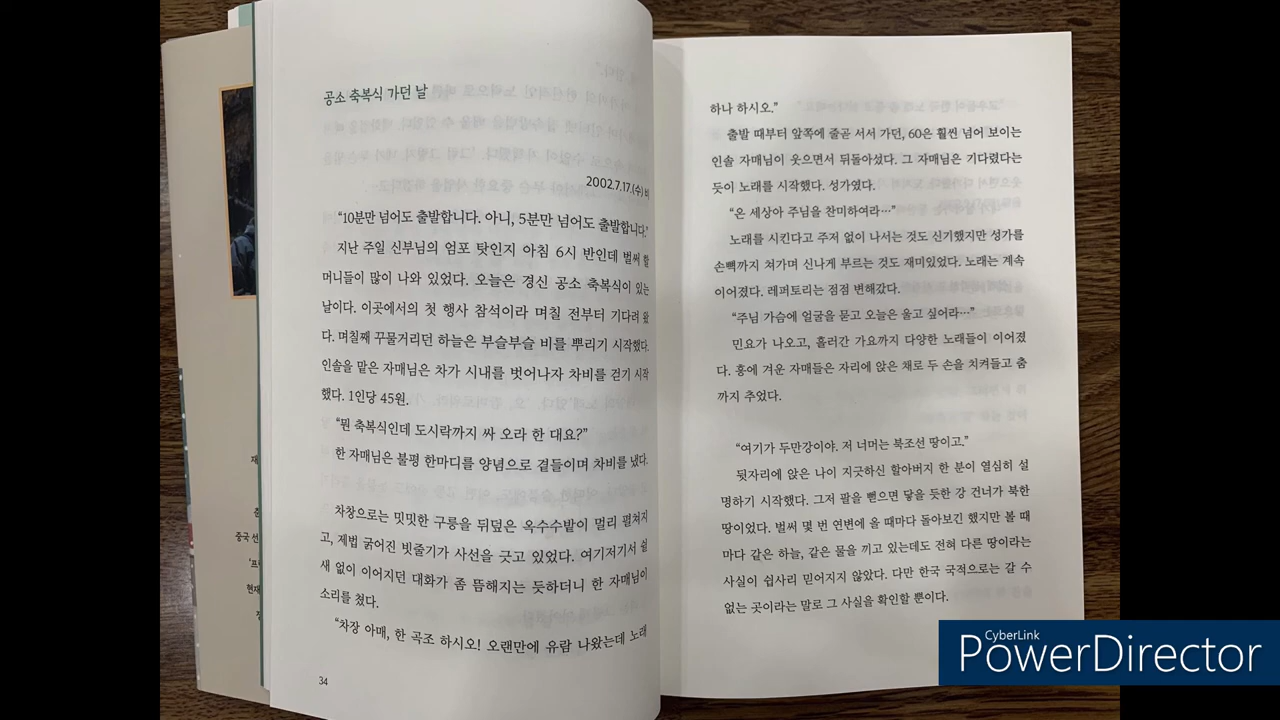 공소 축복식 가던 날
2002.7.17.(수) 비
“10분만 넘어도 출발합니다. 아니, 5분만 넘어도 출발합니다.”
지난 주일 신부님의 엄포 탓인지 아침 6시 반인데 벌써 할
머니들이 많이 나와 있었다. 오늘은 경신 공소 축복식이 있는
날이다. 이곳에서의 첫 행사 참석이라 며칠 전부터 기다려 왔
다. 며칠째 꾸물거리던 하늘은 부슬부슬 비를 뿌리기 시작했다.
인솔을 맡은 자매님은 차가 시내를 벗어나자 차비를 걷기 시작
했다. 1인당 45원.
“뭔 축복식인데 도시락까지 싸 오라 한 대요?”
한 자매님은 불평 한마디를 양념으로 곁들이며 차비를 냈다.
차창으로는 밋밋한 구릉을 뒤덮은 옥수수밭이 멀리 펼쳐지
고, 제법 굵어진 빗줄기가 사선을 긋고 있었다. 여기저기서 쉴
새 없이 이어지던 대화가 좀 뜸해지는 듯하더니 한 자매님이
소리를 쳤다.
“차장 아매, 한 곡조 하시오! 오랜만에 유람 나왔는데 노래
34
하나 하시오.”
출발 때부터 앞쪽에 줄곧 서서 가던, 60은 훨씬 넘어 보이는
인솔 자매님이 웃으면서 뒤돌아섰다. 그 자매님은 기다렸다는
듯이 노래를 시작했다. 성가였다.
“온 세상아 주님을 찬미하여라…”
노래를 시킨다고 주저 없이 나서는 것도 신기했지만 성가를
손뼉까지 쳐가며 신나게 부르는 것도 재미있었다. 노래는 계속
이어졌다. 레퍼토리는 점점 변해갔다.
“주님 가슴에 얼굴을 묻고 오늘은 울고 싶어라…”
민요가 나오고, 흘러간 가요까지 다양한 노래들이 이어졌
다. 흥에 겨운 자매들은 자리에 앉은 채로 두 손을 치켜들고 춤
까지 추었다.
“여기가 두만강이야. 저 너머는 북조선 땅이고.”
뒷자리에 앉은 나이 지긋하신 할아버지 한 분이 열심히 설
명하기 시작했다. 그저 팔을 뻗으면 닿을 듯한 강 건너가 북한
땅이었다. 벌써 몇 번 연변에 올 때마다 돌아보긴 했지만 볼 때
마다 같은 하늘, 같은 물을 끼고 있는데도 전혀 다른 땅이라는
사실이 쉽사리 믿어지지 않았다. 다만 한국 국적으로는 갈 수
없는 곳이라는 말로 그 사실을 확인할 뿐이다.
중국 선
현재
CyberLink
PowerDirector